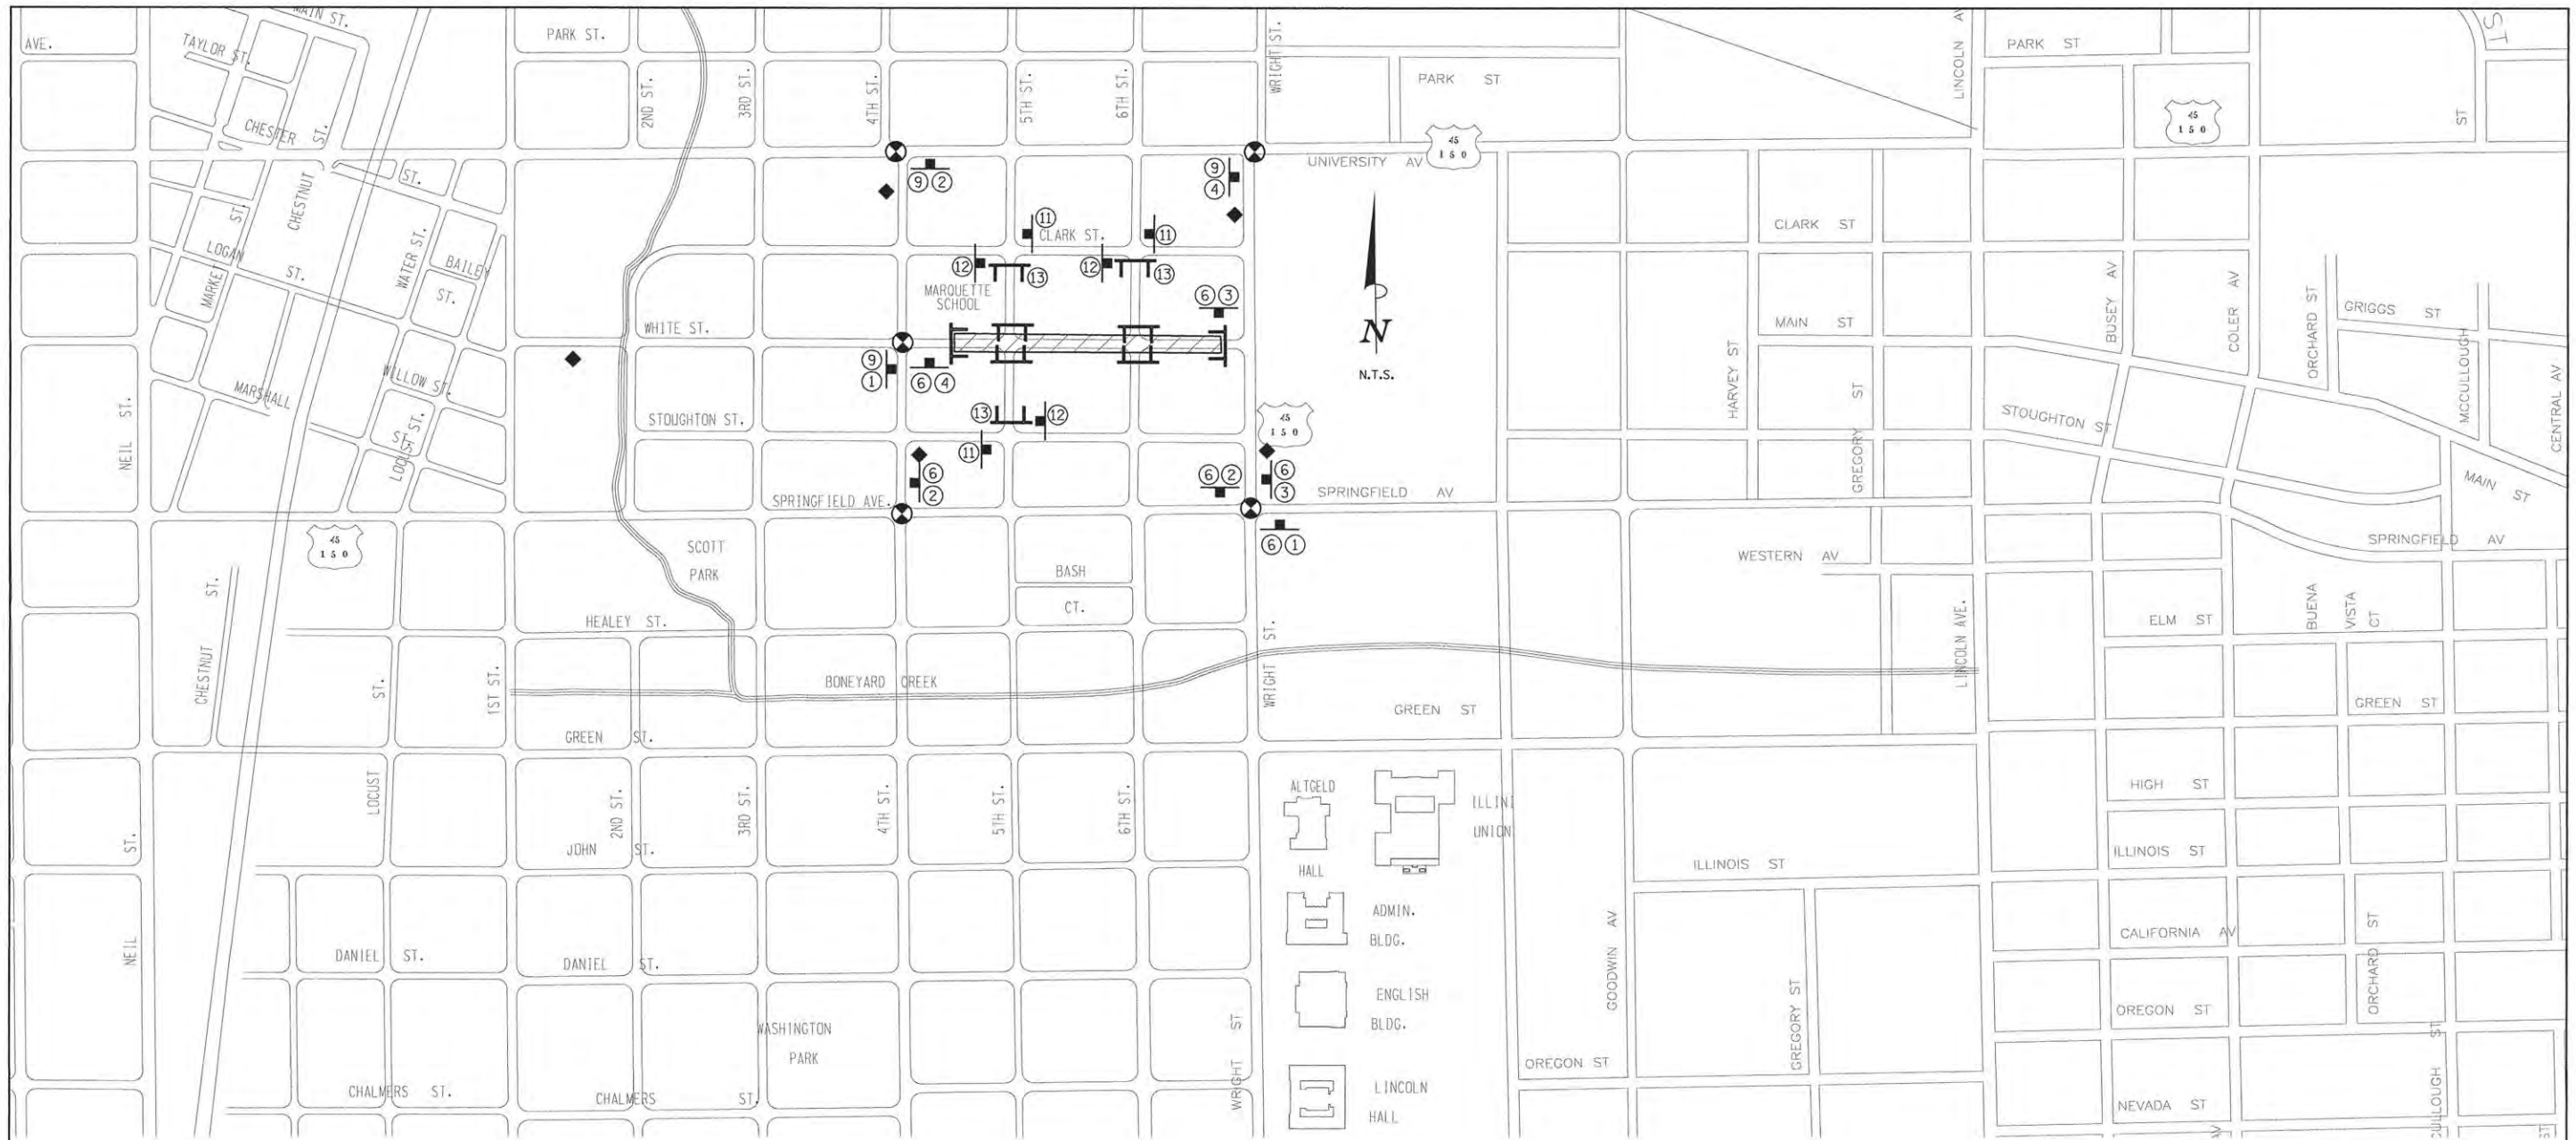 MAIN ST.
AVE.
TAYLOR ST.
PARK ST.
2ND ST.
3RD ST.
4TH ST.
5TH ST.
6TH ST.
WRIGHT ST.
PARK ST
LINCOLN AV
PARK ST
ST
ST
45
150
45
150
CHESTER ST.
UNIVERSITY AV
9 2
9
4
CHESTNUT
ST.
ST.
LOGAN ST.
MARKET
WATER ST.
BAILEY
ST.
11
CLARK ST.
11
12
13
12
13
MARQUETTE
SCHOOL
6 3
CLARK ST
WHITE ST.
N
N.T.S.
MAIN ST
BUSEY AV
COLER AV
ORCHARD ST
GRIGGS ST
MCCULLOUGH
CENTRAL AV
HARVEY ST
GREGORY ST
9
1
6 4
WILLOW ST.
MARSHALL
NEIL ST.
LOCUST ST.
ST.
STOUGHTON ST.
13
12
11
45
150
STOUGHTON ST
6
2
6 2
6
3
SPRINGFIELD AVE.
SPRINGFIELD AV
MAIN ST
6 1
45
150
SCOTT
PARK
BASH
CT.
WESTERN AV
SPRINGFIELD AV
CHESTNUT ST.
HEALEY ST.
ELM ST
BUENA
VISTA
CT
ST.
1ST ST.
BONEYARD CREEK
WRIGHT ST.
LINCOLN AVE.
GREEN ST
GREEN ST
GREEN ST.
LOCUST
2ND ST.
3RD ST.
4TH ST.
5TH ST.
6TH ST.
ALTGELD
HALL
ILLINI
UNION
HIGH ST
ST.
JOHN ST.
ILLINOIS ST
ILLINOIS ST
ADMIN.
BLDG.
GOODWIN AV
CALIFORNIA AV
ORCHARD ST
NEIL
DANIEL ST.
DANIEL ST.
ENGLISH
BLDG.
GREGORY ST
OREGON ST
WASHINGTON
PARK
WRIGHT ST
OREGON ST
CHALMERS ST.
CHALMERS ST.
LINCOLN
HALL
NEVADA ST
AV
CULLOUGH ST
ST